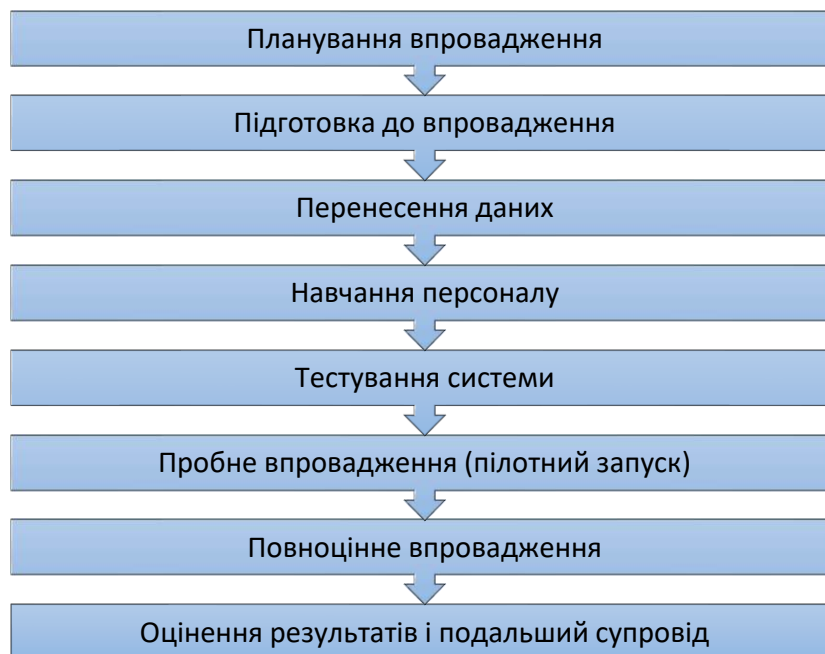 Планування впровадження
Підготовка до впровадження
Перенесення даних
Навчання персоналу
Тестування системи
Пробне впровадження (пілотний запуск)
Повноцінне впровадження
Оцінення результатів і подальший супровід